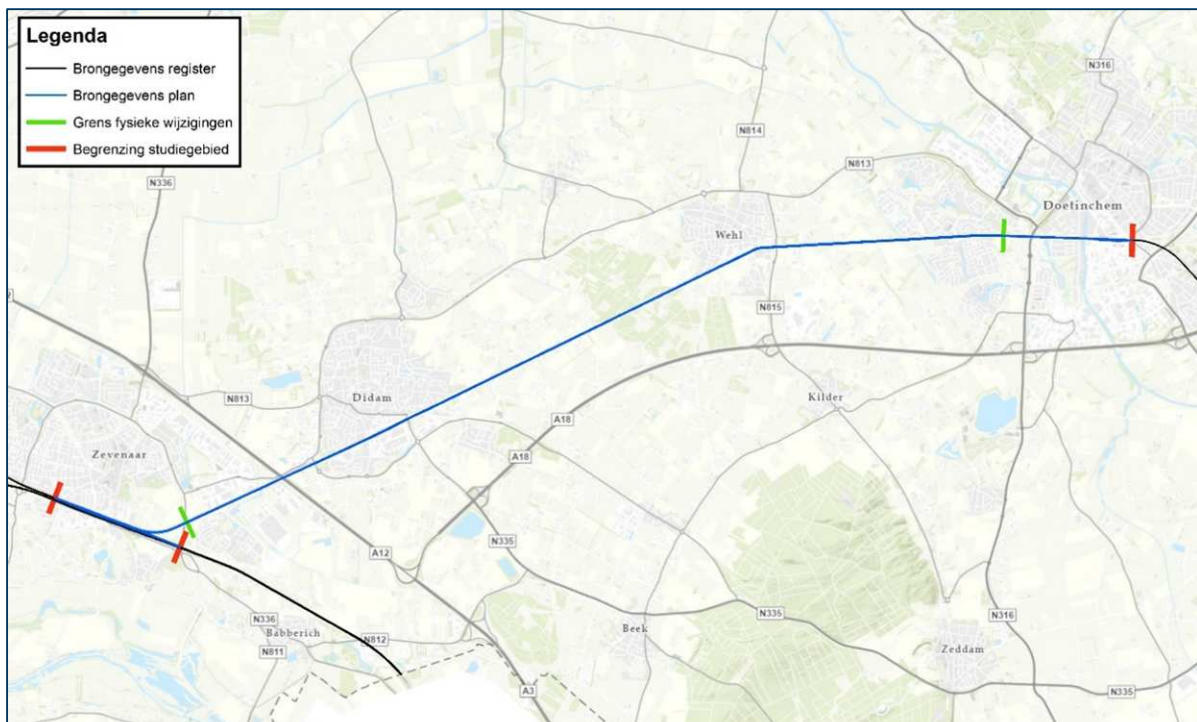 Legenda
Brongegevens register
Brongegevens plan
Grens fysieke wijzigingen
Begrenzing studiegebied
N316
N814
N813
N336
Doetinchem
Wehl
N815
N813
Didam
Kilder
A18
Zevenaar
A18
N335
A12
N335
N316
N336
Babberich
N812
Beek
N811
Zeddam
A3
N335